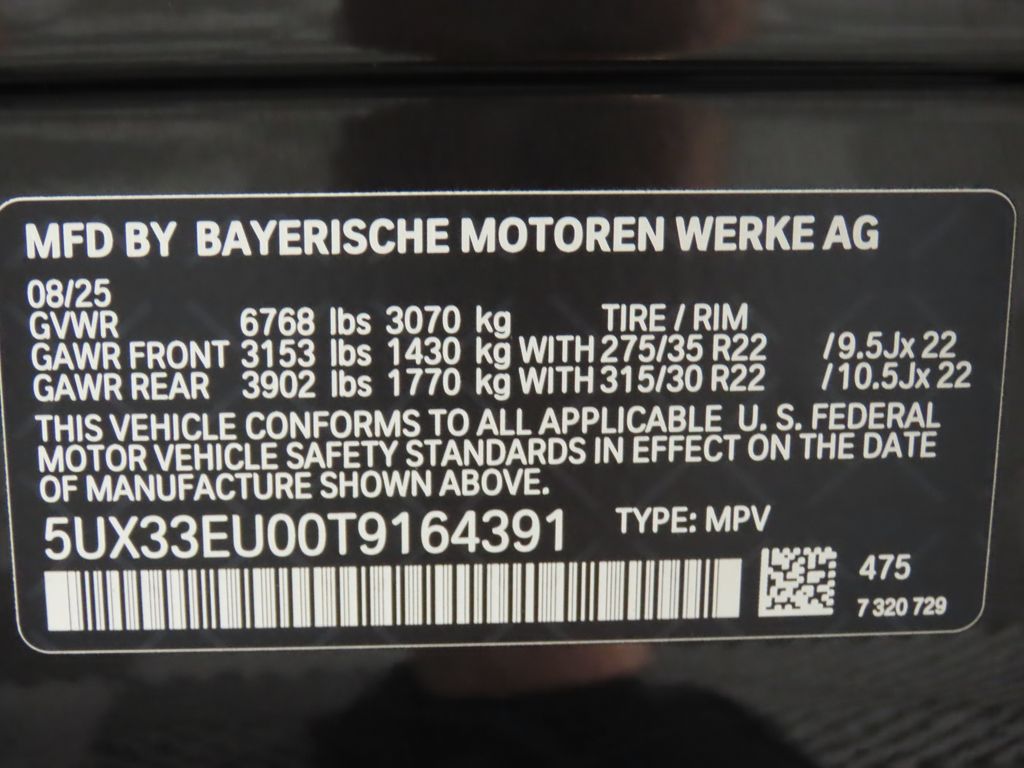 MFD BY BAYERISCHE MOTOREN WERKE AG
08/25
GVWR 6768 lbs 3070 kg TIRE / RIM
GAWR FRONT 3153 lbs 1430 kg WITH 275/35 R22 /9.5Jx 22
GAWR REAR 3902 lbs 1770 kg WITH 315/30 R22 /10.5Jx 22
THIS VEHICLE CONFORMS TO ALL APPLICABLE U. S. FEDERAL
MOTOR VEHICLE SAFETY STANDARDS IN EFFECT ON THE DATE
OF MANUFACTURE SHOWN ABOVE.
5UX33EU00T9164391 TYPE: MPV
475
7 320 729